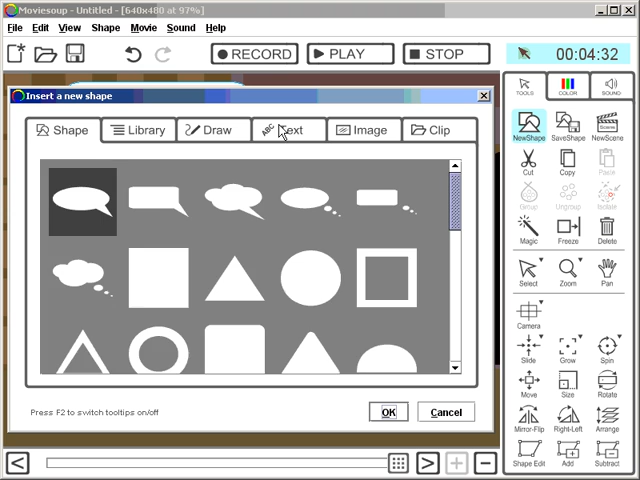 Moviesoup - Untitled - [640x480 at 97%]
File Edit View Shape Movie Sound Help
RECORD PLAY STOP 00:04:32
TOOLS COLOR SOUND
Insert a new shape
Shape Library Draw ABC Text Image Clip
NewShape SaveShape NewScene
Cut Copy Paste
Group Ungroup Isolate
Magic Freeze Delete
Select Zoom Pan
Camera
Slide Grow Spin
Move Size Rotate
Mirror-Flip Right-Left Arrange
Shape Edit Add Subtract
Press F2 to switch tooltips on/off
OK Cancel